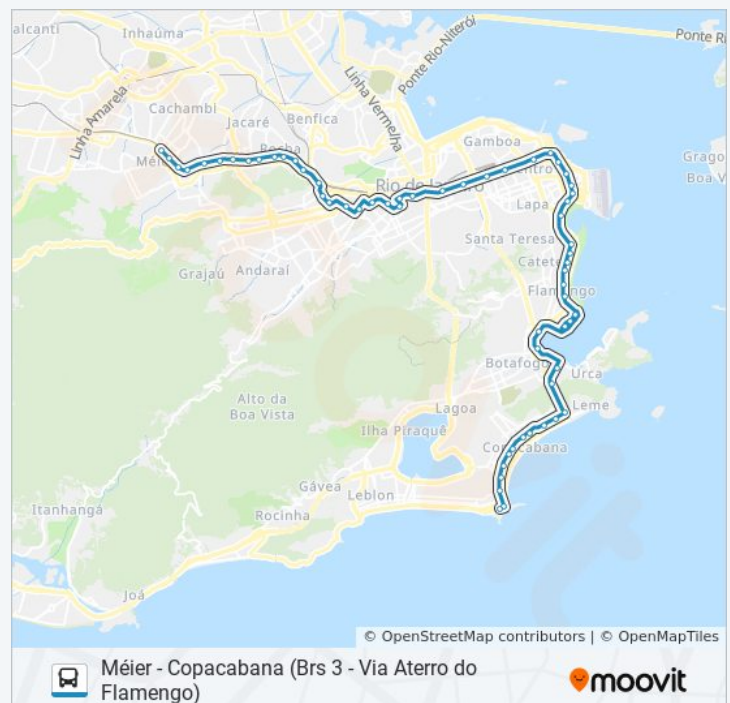 alcanti
Inhaúma
Ponte Rio-Niterói
Ponte Ri
Linha Amarela
Cachambi
Linha Vermelha
Jacaré
Benfica
Gamboa
Méie
Rocha
Grago
Boa V
Rio de Janeiro
Centro
Lapa
Santa Teresa
Grajaú
Andaraí
Catete
Flamengo
Botafogo
Urca
Alto da
Boa Vista
Lagoa
Leme
Ilha Piraquê
Copacabana
Gávea
Leblon
Itanhangá
Rocinha
Joá
© OpenStreetMap contributors | © OpenMapTiles
Méier - Copacabana (Brs 3 - Via Aterro do
Flamengo)
moovit